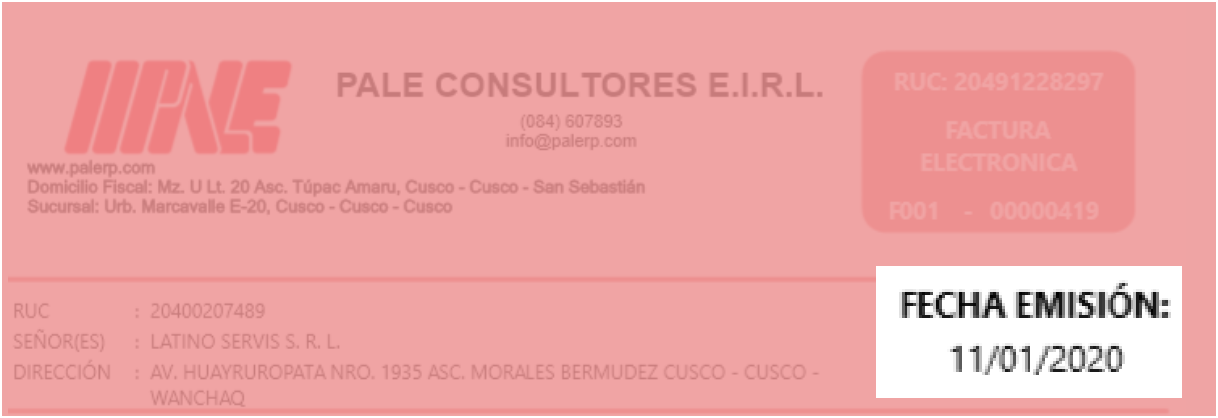 PALE
PALE CONSULTORES E.I.R.L.
(084) 607893
info@palerp.com
www.palerp.com
Domicilio Fiscal: Mz. U Lt. 20 Asc. Túpac Amaru, Cusco - Cusco - San Sebastián
Sucursal: Urb. Marcavalle E-20, Cusco - Cusco - Cusco
RUC: 20491228297
FACTURA
ELECTRONICA
F001 - 00000419
RUC : 20400207489
SEÑOR(ES) : LATINO SERVIS S. R. L.
DIRECCIÓN : AV. HUAYRUROPATA NRO. 1935 ASC. MORALES BERMUDEZ CUSCO - CUSCO -
WANCHAQ
FECHA EMISIÓN:
11/01/2020